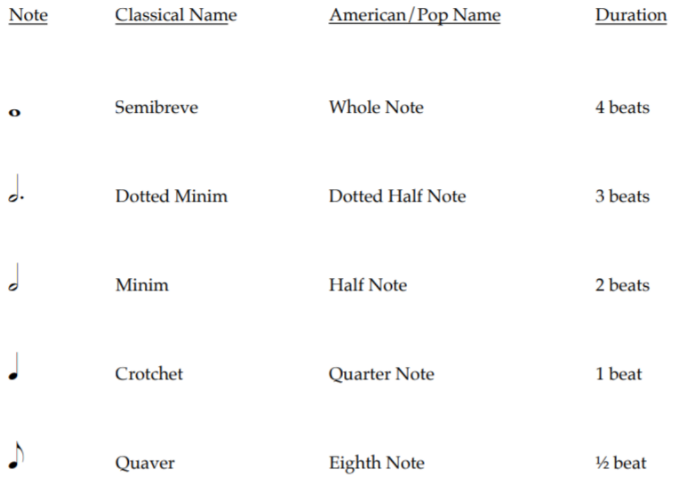 Note Classical Name American/Pop Name Duration
Semibreve Whole Note 4 beats
Dotted Minim Dotted Half Note 3 beats
Minim Half Note 2 beats
Crotchet Quarter Note 1 beat
Quaver Eighth Note ½ beat